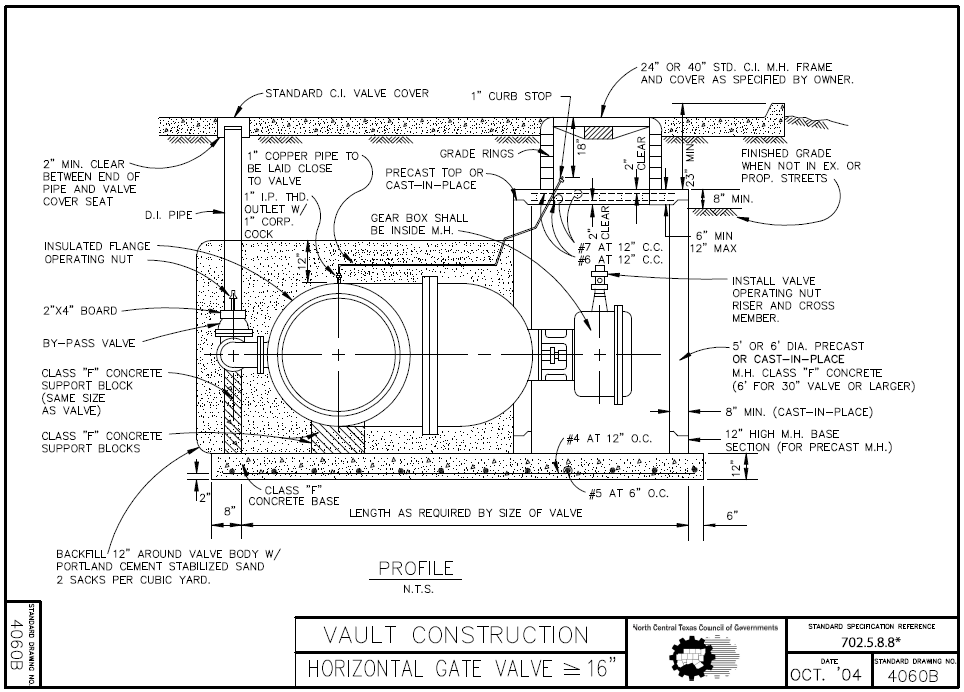 24" OR 40" STD. C.I. M.H. FRAME
AND COVER AS SPECIFIED BY OWNER.
STANDARD C.I. VALVE COVER
1" CURB STOP
18"
2"
CLEAR
23" MIN.
GRADE RINGS
FINISHED GRADE
WHEN NOT IN EX. OR
PROP. STREETS
2" MIN. CLEAR
BETWEEN END OF
PIPE AND VALVE
COVER SEAT
1" COPPER PIPE TO
BE LAID CLOSE
TO VALVE
PRECAST TOP OR
CAST-IN-PLACE
1" I.P. THD.
OUTLET W/
1" CORP.
COCK
8" MIN.
D.I. PIPE
GEAR BOX SHALL
BE INSIDE M.H.
2"
CLEAR
6" MIN
12" MAX
#7 AT 12" C.C.
#6 AT 12" C.C.
INSULATED FLANGE
OPERATING NUT
12"
INSTALL VALVE
OPERATING NUT
RISER AND CROSS
MEMBER.
2"X4" BOARD
BY-PASS VALVE
5' OR 6' DIA. PRECAST
OR CAST-IN-PLACE
M.H. CLASS "F" CONCRETE
(6' FOR 30" VALVE OR LARGER)
CLASS "F" CONCRETE
SUPPORT BLOCK
(SAME SIZE
AS VALVE)
8" MIN. (CAST-IN-PLACE)
CLASS "F" CONCRETE
SUPPORT BLOCKS
#4 AT 12" O.C.
12" HIGH M.H. BASE
SECTION (FOR PRECAST M.H.)
12"
2"
CLASS "F"
CONCRETE BASE
#5 AT 6" O.C.
8"
LENGTH AS REQUIRED BY SIZE OF VALVE
6"
BACKFILL 12" AROUND VALVE BODY W/
PORTLAND CEMENT STABILIZED SAND
2 SACKS PER CUBIC YARD.
PROFILE
N.T.S.
STANDARD DRAWING NO.
4060B
VAULT CONSTRUCTION
HORIZONTAL GATE VALVE ≥ 16"
North Central Texas Council of Governments
STANDARD SPECIFICATION REFERENCE
702.5.8.8*
DATE
OCT. '04
STANDARD DRAWING NO.
4060B